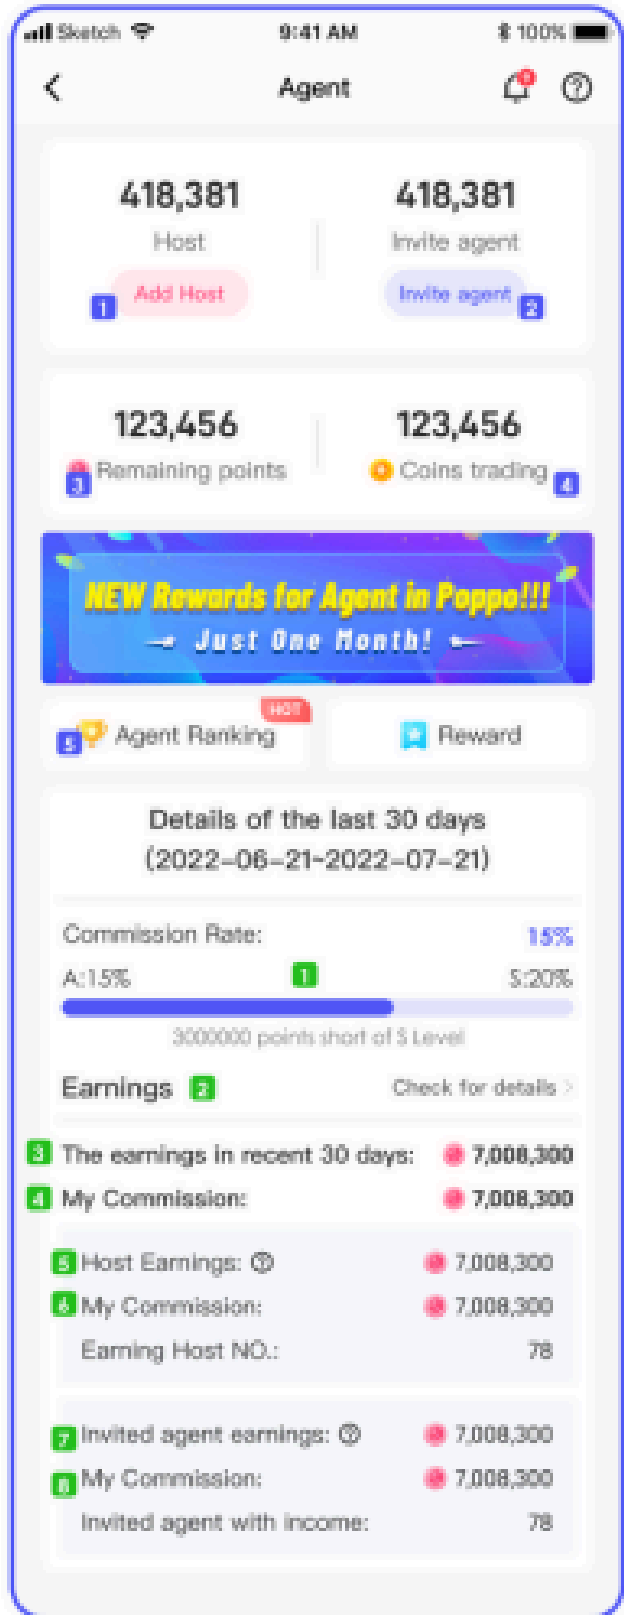 Sketch 9:41 AM 100%
Agent
418,381 418,381
Host Invite agent
1 Add Host Invite agent 2
123,456 123,456
3 Remaining points Coins trading 4
NEW Rewards for Agent in Poppo!!!
Just One Month!
HOT
5 Agent Ranking Reward
Details of the last 30 days
(2022-06-21~2022-07-21)
Commission Rate: 15%
A:15% 1 S:20%
3000000 points short of S Level
Earnings 2 Check for details >
3 The earnings in recent 30 days: 7,008,300
4 My Commission: 7,008,300
5 Host Earnings: ? 7,008,300
6 My Commission: 7,008,300
Earning Host NO.: 78
7 Invited agent earnings: ? 7,008,300
8 My Commission: 7,008,300
Invited agent with income: 78